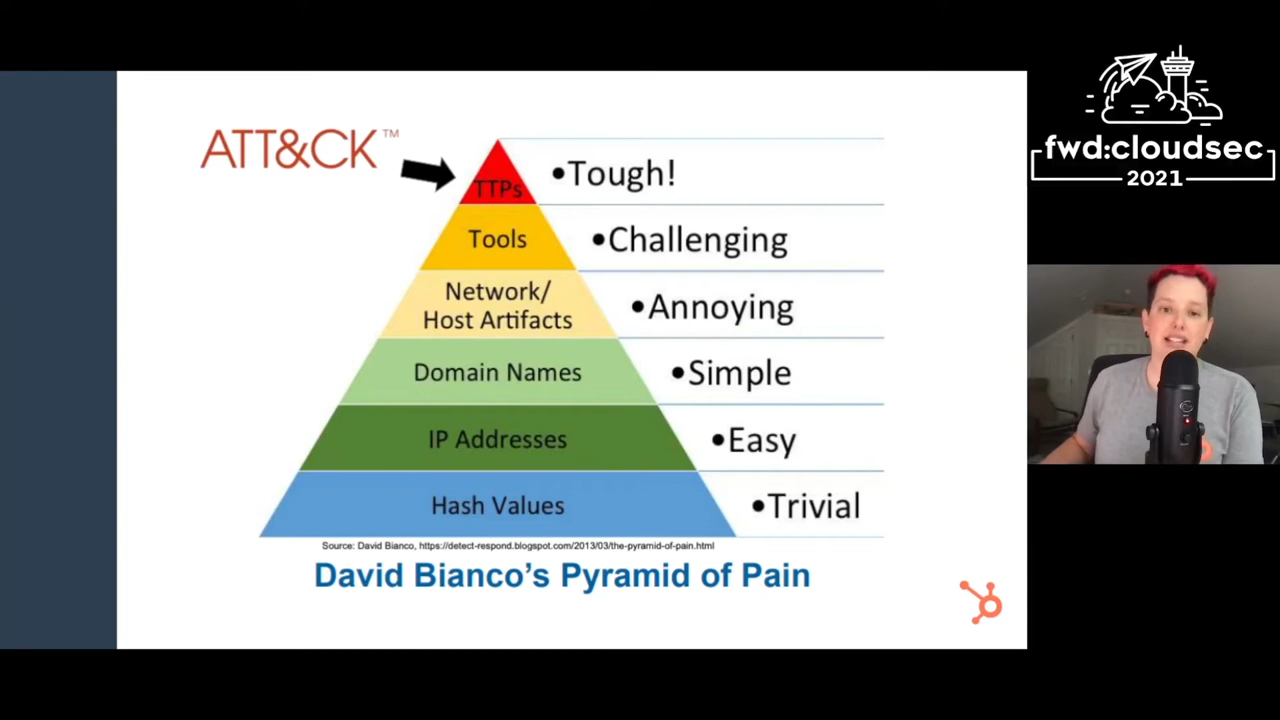 ATT&CK™
TTPs
•Tough!
Tools
•Challenging
Network/
Host Artifacts
•Annoying
Domain Names
•Simple
IP Addresses
•Easy
Hash Values
•Trivial
Source: David Bianco, https://detect-respond.blogspot.com/2013/03/the-pyramid-of-pain.html
David Bianco’s Pyramid of Pain
fwd:cloudsec
2021